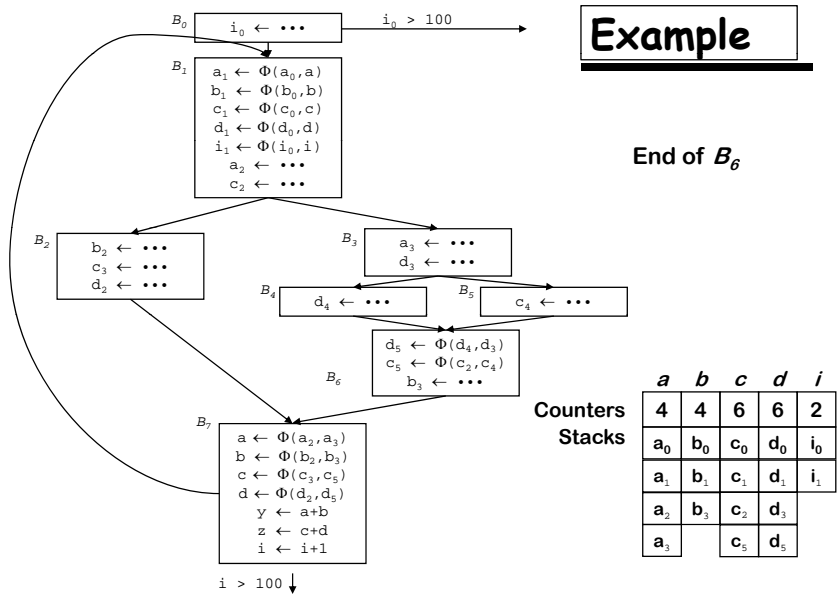 Example
End of B₆
B₀
i₀ ← •••
i₀ > 100
B₁
a₁ ← Φ(a₀,a)
b₁ ← Φ(b₀,b)
c₁ ← Φ(c₀,c)
d₁ ← Φ(d₀,d)
i₁ ← Φ(i₀,i)
a₂ ← •••
c₂ ← •••
B₂
b₂ ← •••
c₃ ← •••
d₂ ← •••
B₃
a₃ ← •••
d₃ ← •••
B₄
d₄ ← •••
B₅
c₄ ← •••
B₆
d₅ ← Φ(d₄,d₃)
c₅ ← Φ(c₂,c₄)
b₃ ← •••
B₇
a ← Φ(a₂,a₃)
b ← Φ(b₂,b₃)
c ← Φ(c₃,c₅)
d ← Φ(d₂,d₅)
y ← a+b
z ← c+d
i ← i+1
i > 100
a b c d i
Counters 4 4 6 6 2
Stacks a₀ b₀ c₀ d₀ i₀
a₁ b₁ c₁ d₁ i₁
a₂ b₃ c₂ d₃
a₃ c₅ d₅